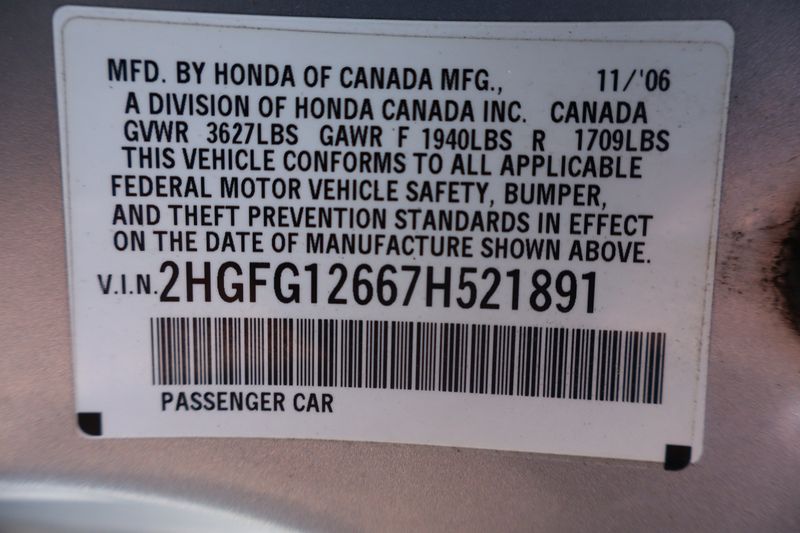 MFD. BY HONDA OF CANADA MFG., 11/'06
A DIVISION OF HONDA CANADA INC. CANADA
GVWR 3627LBS GAWR F 1940LBS R 1709LBS
THIS VEHICLE CONFORMS TO ALL APPLICABLE
FEDERAL MOTOR VEHICLE SAFETY, BUMPER,
AND THEFT PREVENTION STANDARDS IN EFFECT
ON THE DATE OF MANUFACTURE SHOWN ABOVE.
V.I.N. 2HGFG12667H521891
PASSENGER CAR